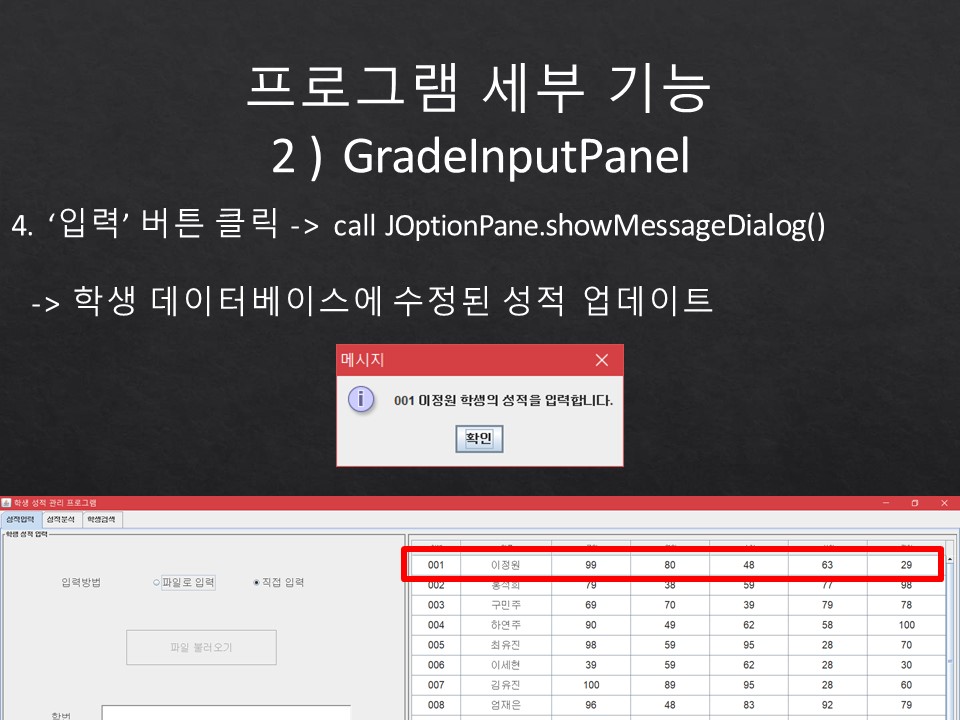 프로그램 세부 기능
2 ) GradeInputPanel
4. ‘입력’ 버튼 클릭 -> call JOptionPane.showMessageDialog()
-> 학생 데이터베이스에 수정된 성적 업데이트
메시지
001 이정원 학생의 성적을 입력합니다.
확인
학생 성적 관리 프로그램
성적입력 성적분석 학생검색
학생 성적 입력
입력방법 파일로 입력 직접 입력
파일 불러오기
학번
001 이정원 99 80 48 63 29
002 홍석희 79 38 59 77 98
003 구민주 69 70 39 79 78
004 하연주 90 49 62 58 100
005 최유진 98 59 95 28 70
006 이세현 39 59 62 28 30
007 김유진 100 89 95 28 60
008 엄재은 96 48 83 92 79